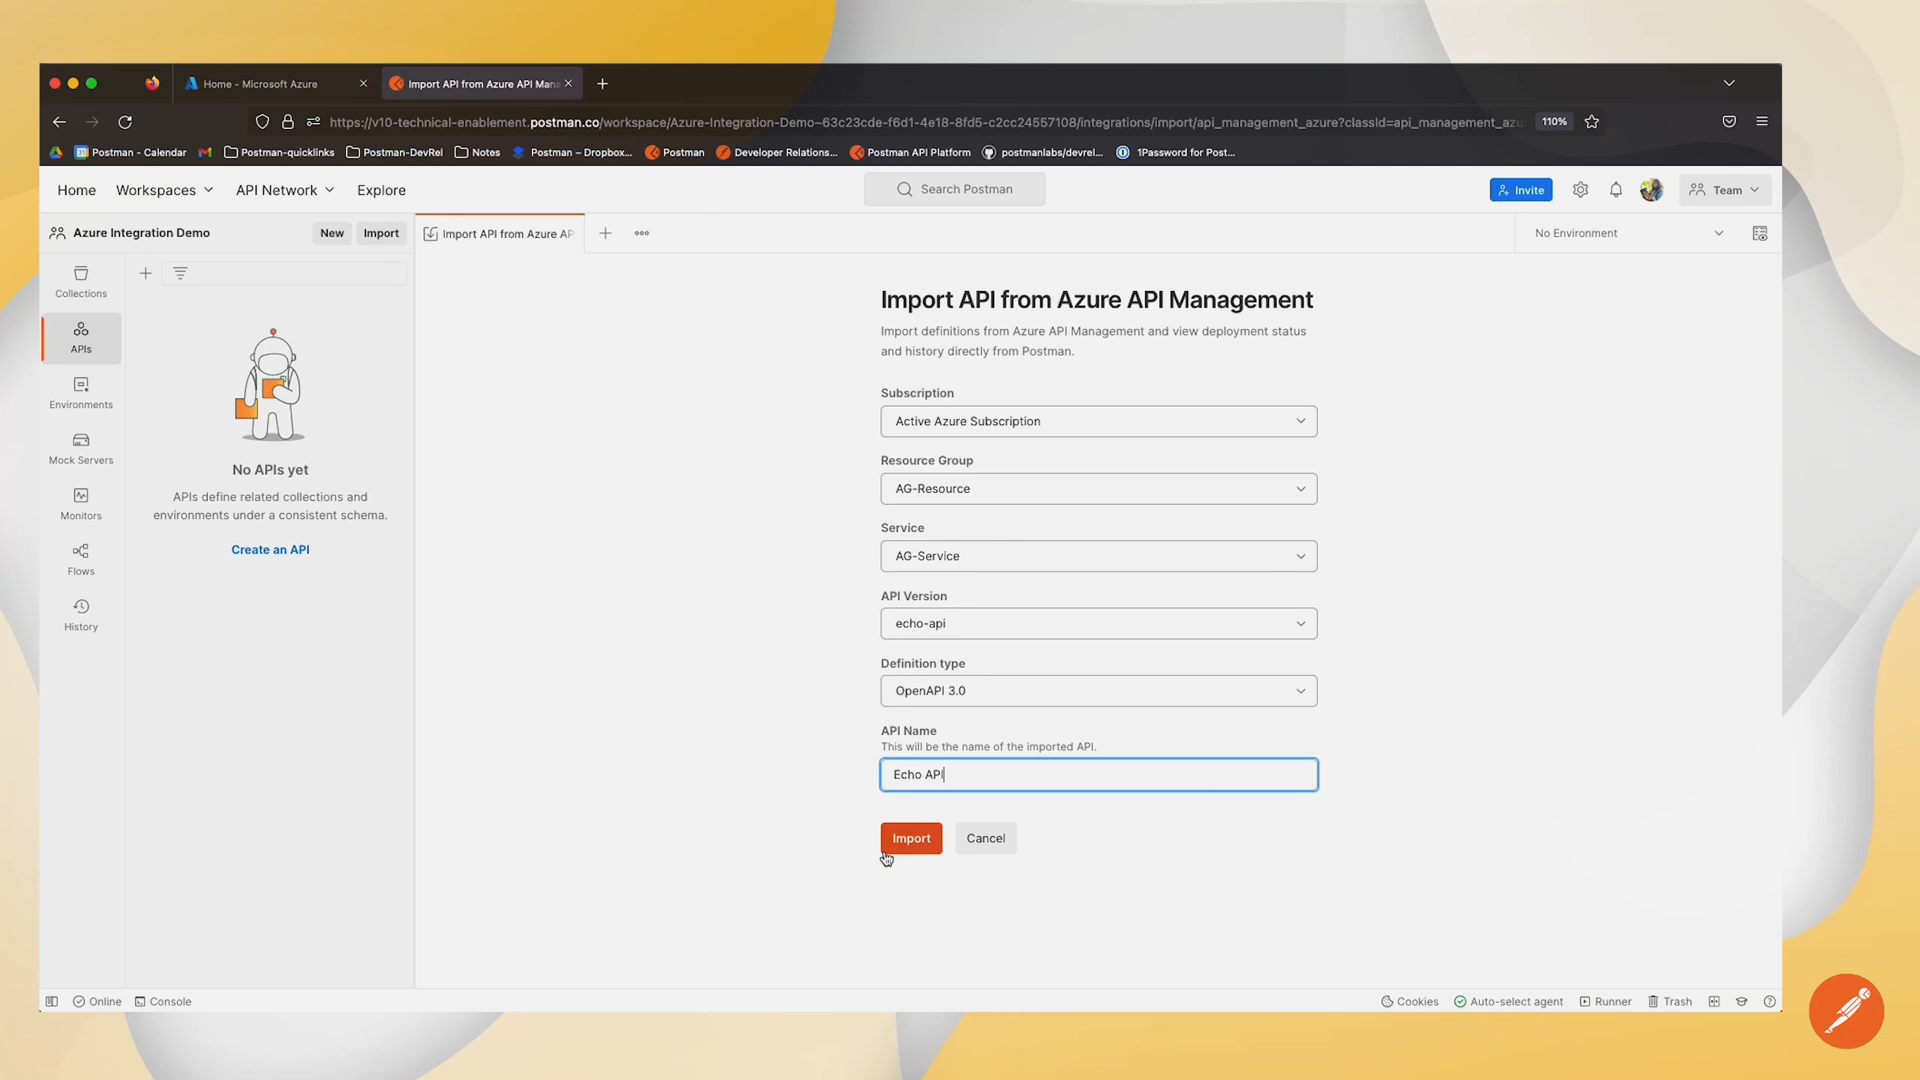 Home - Microsoft Azure
Import API from Azure API Mana
https://v10-technical-enablement.postman.co/workspace/Azure-Integration-Demo~63c23cde-f6d1-4e18-8fd5-c2cc24557108/integrations/import/api_management_azure?classId=api_management_azu
110%
Postman - Calendar
Postman-quicklinks
Postman-DevRel
Notes
Postman – Dropbox...
Postman
Developer Relations...
Postman API Platform
postmanlabs/devrel...
1Password for Post...
Home
Workspaces
API Network
Explore
Search Postman
Invite
Team
Azure Integration Demo
New
Import
Import API from Azure AP
No Environment
Collections
APIs
Environments
Mock Servers
Monitors
Flows
History
No APIs yet
APIs define related collections and
environments under a consistent schema.
Create an API
Import API from Azure API Management
Import definitions from Azure API Management and view deployment status
and history directly from Postman.
Subscription
Active Azure Subscription
Resource Group
AG-Resource
Service
AG-Service
API Version
echo-api
Definition type
OpenAPI 3.0
API Name
This will be the name of the imported API.
Echo API
Import
Cancel
Online
Console
Cookies
Auto-select agent
Runner
Trash